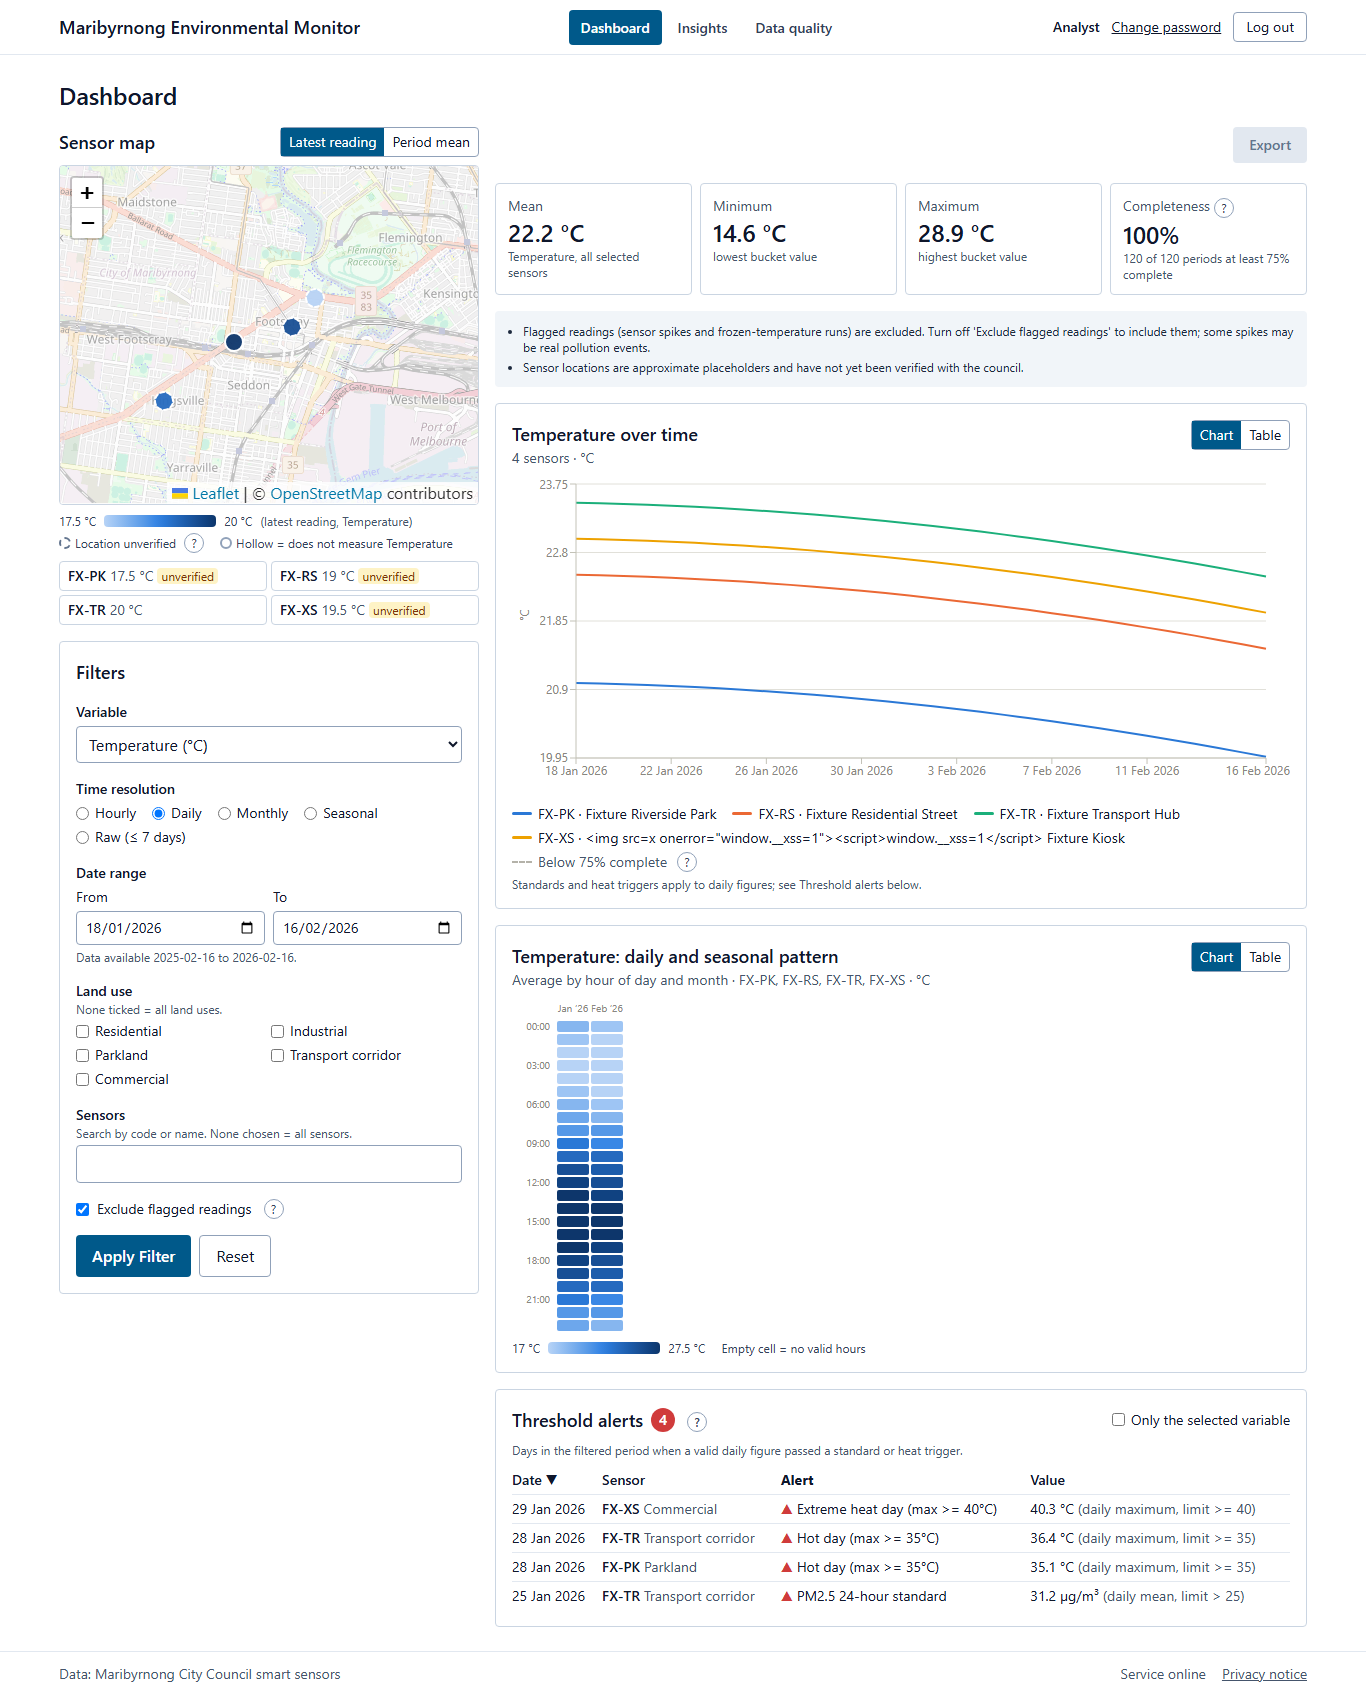 Maribyrnong Environmental Monitor
Dashboard
Insights
Data quality
Analyst
Change password
Log out
Dashboard
Sensor map
Latest reading
Period mean
+
−
Maidstone
Ballarat Road
Ascot Vale
37
City of Maribyrnong
Flemington
Flemington
Racecourse
35
83
Kensington
Footscray
West Footscray
Seddon
West Gate Tunnel
West Melbourne
Port of
Melbourne
Yarraville
35
Leaflet | © OpenStreetMap contributors
17.5 °C
20 °C (latest reading, Temperature)
Location unverified ?
Hollow = does not measure Temperature
FX-PK 17.5 °C unverified
FX-RS 19 °C unverified
FX-TR 20 °C
FX-XS 19.5 °C unverified
Filters
Variable
Temperature (°C)
Time resolution
Hourly
Daily
Monthly
Seasonal
Raw (≤ 7 days)
Date range
From
To
18/01/2026
16/02/2026
Data available 2025-02-16 to 2026-02-16.
Land use
None ticked = all land uses.
Residential
Industrial
Parkland
Transport corridor
Commercial
Sensors
Search by code or name. None chosen = all sensors.
Exclude flagged readings ?
Apply Filter
Reset
Export
Mean
22.2 °C
Temperature, all selected
sensors
Minimum
14.6 °C
lowest bucket value
Maximum
28.9 °C
highest bucket value
Completeness ?
100%
120 of 120 periods at least 75%
complete
• Flagged readings (sensor spikes and frozen-temperature runs) are excluded. Turn off 'Exclude flagged readings' to include them; some spikes may
be real pollution events.
• Sensor locations are approximate placeholders and have not yet been verified with the council.
Temperature over time
Chart
Table
4 sensors · °C
23.75
22.8
21.85
20.9
19.95
°C
18 Jan 2026
22 Jan 2026
26 Jan 2026
30 Jan 2026
3 Feb 2026
7 Feb 2026
11 Feb 2026
16 Feb 2026
FX-PK · Fixture Riverside Park
FX-RS · Fixture Residential Street
FX-TR · Fixture Transport Hub
FX-XS · <img src=x onerror="window.__xss=1"><script>window.__xss=1</script> Fixture Kiosk
Below 75% complete ?
Standards and heat triggers apply to daily figures; see Threshold alerts below.
Temperature: daily and seasonal pattern
Chart
Table
Average by hour of day and month · FX-PK, FX-RS, FX-TR, FX-XS · °C
Jan '26
Feb '26
00:00
03:00
06:00
09:00
12:00
15:00
18:00
21:00
17 °C
27.5 °C
Empty cell = no valid hours
Threshold alerts 4 ?
Only the selected variable
Days in the filtered period when a valid daily figure passed a standard or heat trigger.
Date ▼
Sensor
Alert
Value
29 Jan 2026 FX-XS Commercial ▲ Extreme heat day (max >= 40°C) 40.3 °C (daily maximum, limit >= 40)
28 Jan 2026 FX-TR Transport corridor ▲ Hot day (max >= 35°C) 36.4 °C (daily maximum, limit >= 35)
28 Jan 2026 FX-PK Parkland ▲ Hot day (max >= 35°C) 35.1 °C (daily maximum, limit >= 35)
25 Jan 2026 FX-TR Transport corridor ▲ PM2.5 24-hour standard 31.2 µg/m³ (daily mean, limit > 25)
Data: Maribyrnong City Council smart sensors
Service online
Privacy notice